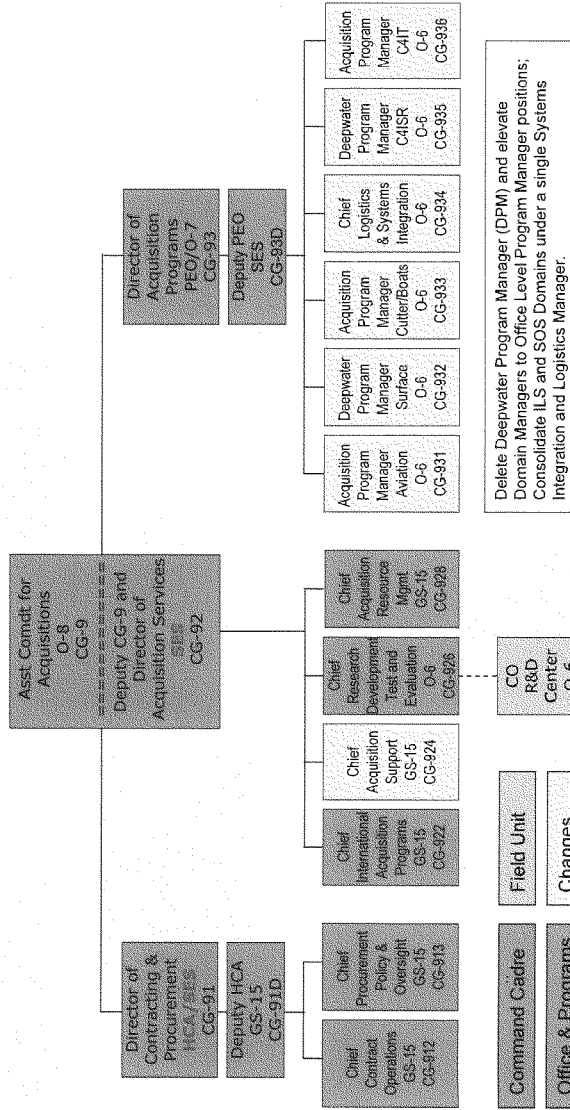 Asst Comdt for
Acquisitions
O-8
CG-9
Deputy CG-9 and
Director of
Acquisition Services
SES
CG-92
Director of
Contracting &
Procurement
HCA/SES
CG-91
Deputy HCA
GS-15
CG-91D
Chief
Contract
Operations
GS-15
CG-912
Chief
Procurement
Policy &
Oversight
GS-15
CG-913
Chief
International
Acquisition
Programs
GS-15
CG-922
Chief
Acquisition
Support
GS-15
CG-924
Chief
Research
Development
Test and
Evaluation
O-6
CG-926
Chief
Acquisition
Resource
Mgmt
GS-15
CG-928
CO
R&D
Center
O-6
Director of
Acquisition
Programs
PEO/O-7
CG-93
Deputy PEO
SES
CG-93D
Acquisition
Program
Manager
Aviation
O-6
CG-931
Deepwater
Program
Manager
Surface
O-6
CG-932
Acquisition
Program
Manager
Cutter/Boats
O-6
CG-933
Chief
Logistics
& Systems
Integration
O-6
CG-934
Deepwater
Program
Manager
C4ISR
O-6
CG-935
Acquisition
Program
Manager
C4IT
O-6
CG-936
Command Cadre
Field Unit
Office & Programs
Changes
Delete Deepwater Program Manager (DPM) and elevate
Domain Managers to Office Level Program Manager positions;
Consolidate ILS and SOS Domains under a single Systems
Integration and Logistics Manager.